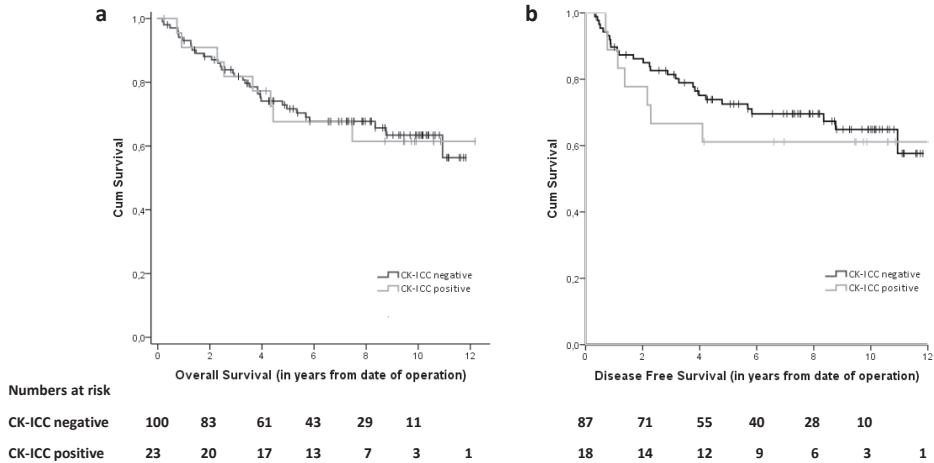 a
1,0
0,8
0,6
0,4
0,2
0,0
Cum Survival
CK-ICC negative
CK-ICC positive
0 2 4 6 8 10 12
Overall Survival (in years from date of operation)
b
1,0
0,8
0,6
0,4
0,2
0,0
Cum Survival
CK-ICC negative
CK-ICC positive
0 2 4 6 8 10 12
Disease Free Survival (in years from date of operation)
Numbers at risk
CK-ICC negative 100 83 61 43 29 11 87 71 55 40 28 10
CK-ICC positive 23 20 17 13 7 3 1 18 14 12 9 6 3 1